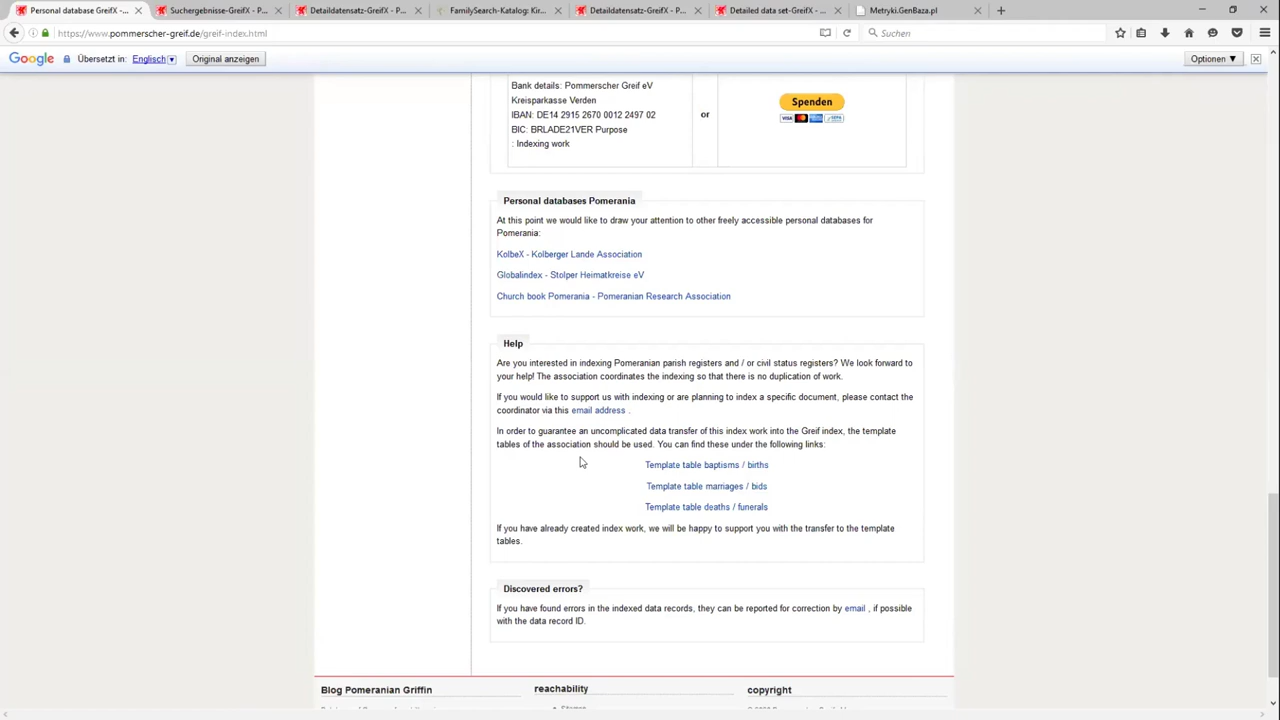 Personal database GreifX -...
Suchergebnisse-GreifX - P...
Detaildatensatz-GreifX - P...
FamilySearch-Katalog: Kir...
Detaildatensatz-GreifX - P...
Detailed data set-GreifX - ...
Metryki.GenBaza.pl
https://www.pommerscher-greif.de/greif-index.html
Suchen
Google Übersetzt in: Englisch Original anzeigen
Optionen ▼
Bank details: Pommerscher Greif eV
Kreisparkasse Verden
IBAN: DE14 2915 2670 0012 2497 02
BIC: BRLADE21VER Purpose
: Indexing work
or
Spenden
Personal databases Pomerania
At this point we would like to draw your attention to other freely accessible personal databases for
Pomerania:
KolbeX - Kolberger Lande Association
Globalindex - Stolper Heimatkreise eV
Church book Pomerania - Pomeranian Research Association
Help
Are you interested in indexing Pomeranian parish registers and / or civil status registers? We look forward to
your help! The association coordinates the indexing so that there is no duplication of work.
If you would like to support us with indexing or are planning to index a specific document, please contact the
coordinator via this email address .
In order to guarantee an uncomplicated data transfer of this index work into the Greif index, the template
tables of the association should be used. You can find these under the following links:
Template table baptisms / births
Template table marriages / bids
Template table deaths / funerals
If you have already created index work, we will be happy to support you with the transfer to the template
tables.
Discovered errors?
If you have found errors in the indexed data records, they can be reported for correction by email , if possible
with the data record ID.
Blog Pomeranian Griffin
reachability
copyright